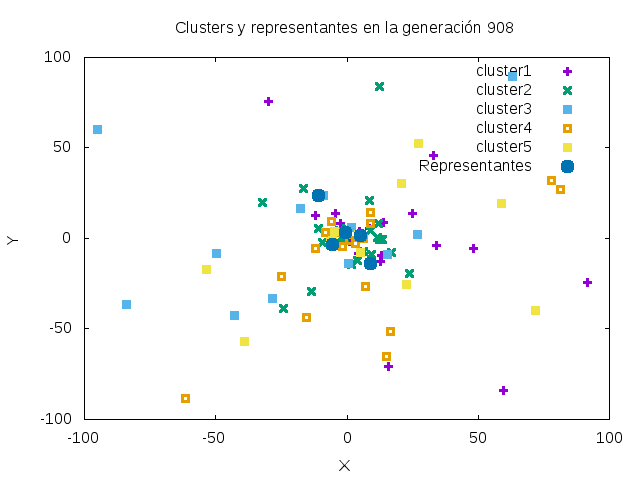 Clusters y representantes en la generación 908
100
50
0
-50
-100
Y
cluster1
cluster2
cluster3
cluster4
cluster5
Representantes
-100
-50
0
50
100
X